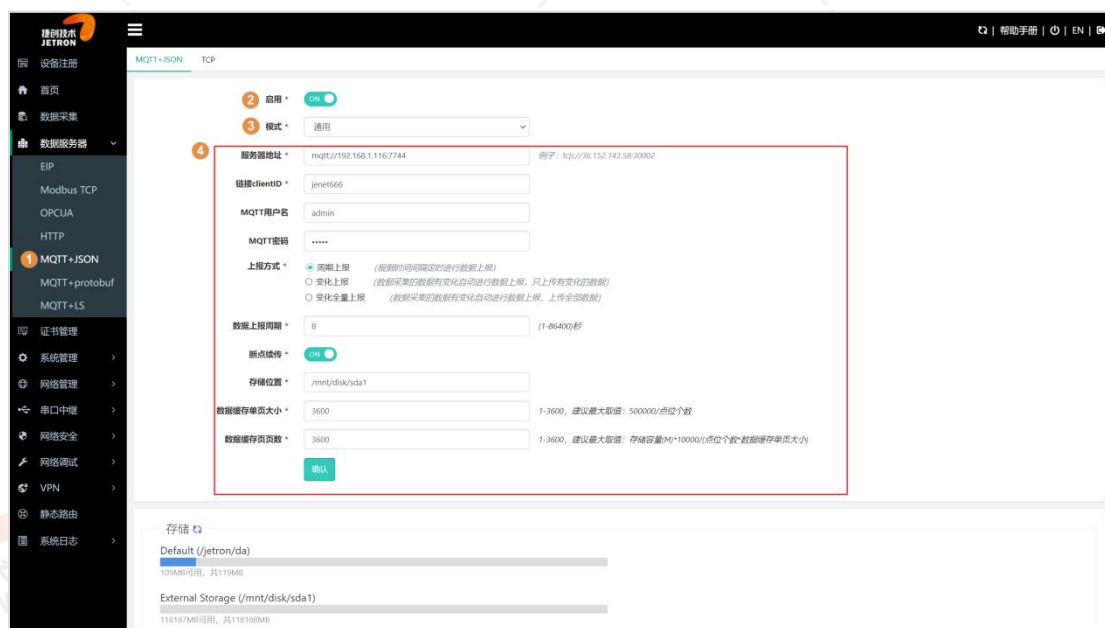 捷创技术
JETRON
帮助手册 | EN |
设备注册
首页
数据采集
数据服务器
EIP
Modbus TCP
OPCUA
HTTP
1 MQTT+JSON
MQTT+protobuf
MQTT+LS
证书管理
系统管理
网络管理
串口中继
网络安全
网络调试
VPN
静态路由
系统日志
MQTT+JSON TCP
2 启用 * ON
3 模式 * 通用
4 服务器地址 * mqtt://192.168.1.116:7744 例子：tcp://36.152.143.58:30002
链接clientID * jenet666
MQTT用户名 admin
MQTT密码 •••••
上报方式 * 周期上报 (根据时间间隔定时进行数据上报)
变化上报 (数据采集的数据有变化自动进行数据上报，只上传有变化的数据)
变化全量上报 (数据采集的数据有变化自动进行数据上报，上传全部数据)
数据上报周期 * 8 (1-86400)秒
断点续传 * ON
存储位置 * /mnt/disk/sda1
数据缓存单页大小 * 3600 1-3600，建议最大取值：500000/点位个数
数据缓存页页数 * 3600 1-3600，建议最大取值：存储容量(M)*10000/(点位个数*数据缓存单页大小)
确认
存储
Default (/jetron/da)
109MB可用，共119MB
External Storage (/mnt/disk/sda1)
118187MB可用，共118188MB